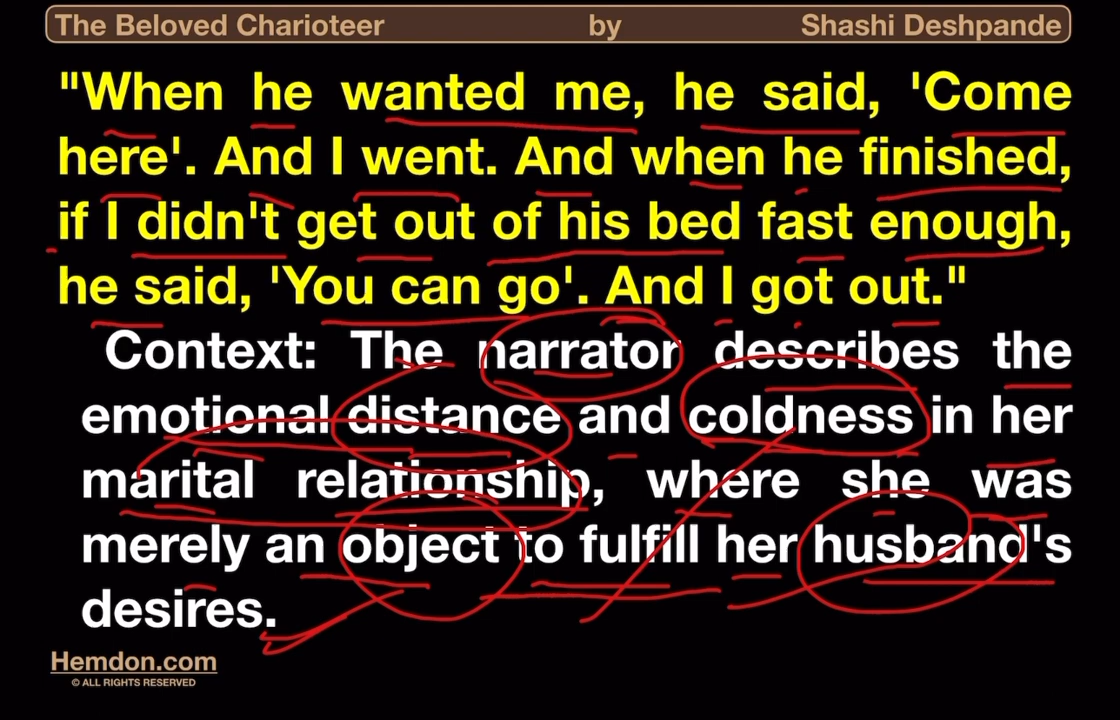 The Beloved Charioteer by Shashi Deshpande
"When he wanted me, he said, 'Come
here'. And I went. And when he finished,
if I didn't get out of his bed fast enough,
he said, 'You can go'. And I got out."
Context: The narrator describes the
emotional distance and coldness in her
marital relationship, where she was
merely an object to fulfill her husband's
desires.
Hemdon.com
© ALL RIGHTS RESERVED